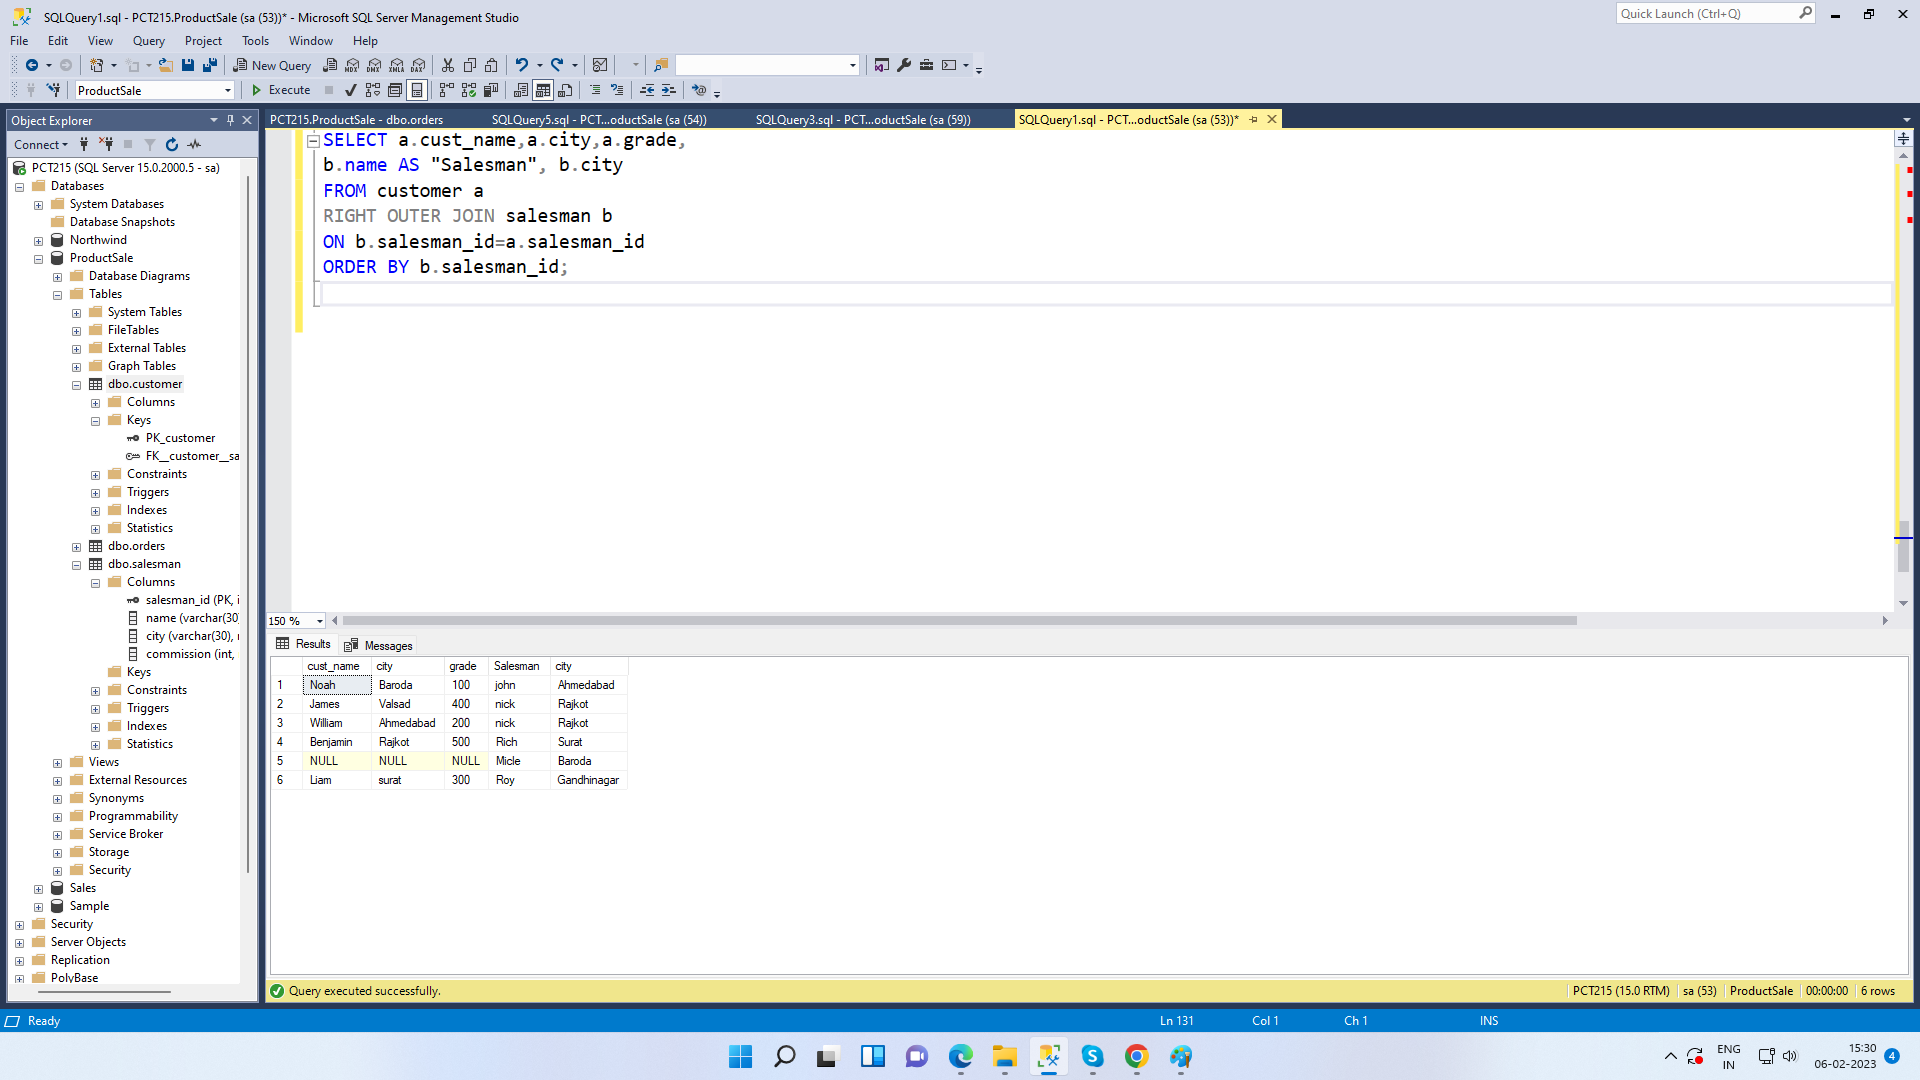 SQLQuery1.sql - PCT215.ProductSale (sa (53))* - Microsoft SQL Server Management Studio
Quick Launch (Ctrl+Q)
File Edit View Query Project Tools Window Help
New Query
MDX DMX XMLA DAX
ProductSale
Execute
Object Explorer
PCT215.ProductSale - dbo.orders
SQLQuery5.sql - PCT...oductSale (sa (54))
SQLQuery3.sql - PCT...oductSale (sa (59))
SQLQuery1.sql - PCT...oductSale (sa (53))*
Connect
PCT215 (SQL Server 15.0.2000.5 - sa)
Databases
System Databases
Database Snapshots
Northwind
ProductSale
Database Diagrams
Tables
System Tables
FileTables
External Tables
Graph Tables
dbo.customer
Columns
Keys
PK_customer
FK__customer__sa
Constraints
Triggers
Indexes
Statistics
dbo.orders
dbo.salesman
Columns
salesman_id (PK, i
name (varchar(30)
city (varchar(30), n
commission (int,
Keys
Constraints
Triggers
Indexes
Statistics
Views
External Resources
Synonyms
Programmability
Service Broker
Storage
Security
Sales
Sample
Security
Server Objects
Replication
PolyBase
SELECT a.cust_name,a.city,a.grade,
b.name AS "Salesman", b.city
FROM customer a
RIGHT OUTER JOIN salesman b
ON b.salesman_id=a.salesman_id
ORDER BY b.salesman_id;
150 %
Results Messages
cust_name city grade Salesman city
1 Noah Baroda 100 john Ahmedabad
2 James Valsad 400 nick Rajkot
3 William Ahmedabad 200 nick Rajkot
4 Benjamin Rajkot 500 Rich Surat
5 NULL NULL NULL Micle Baroda
6 Liam surat 300 Roy Gandhinagar
Query executed successfully.
PCT215 (15.0 RTM) sa (53) ProductSale 00:00:00 6 rows
Ready
Ln 131 Col 1 Ch 1 INS
ENG
IN
15:30
06-02-2023
4